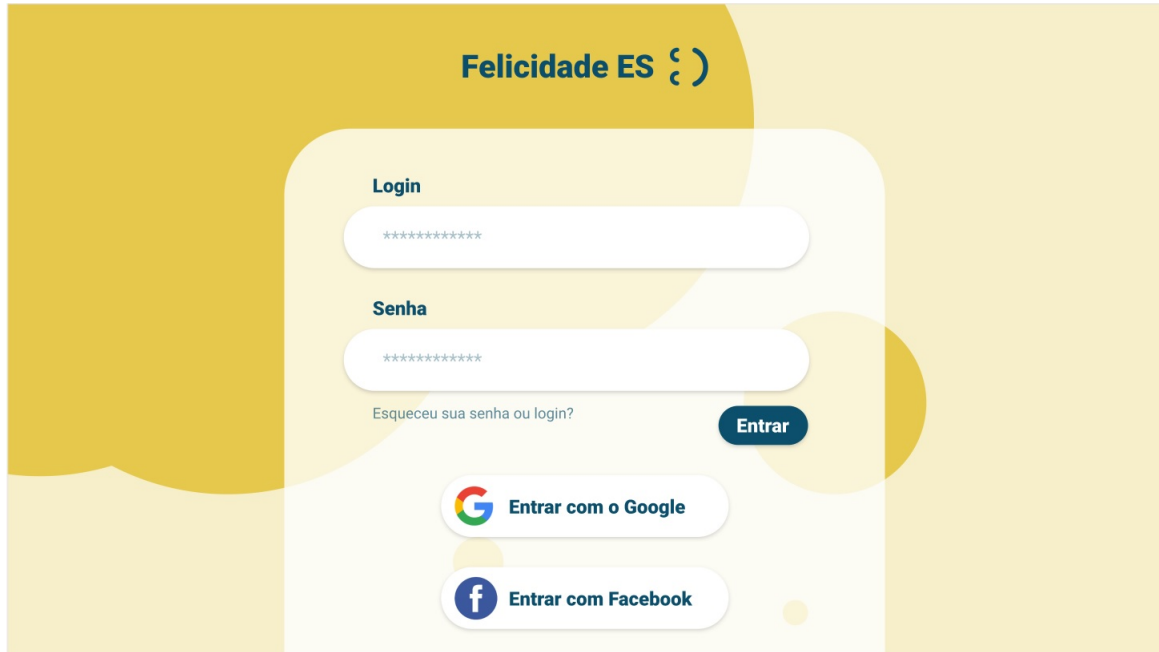 Felicidade ES
Login
************
Senha
************
Esqueceu sua senha ou login?
Entrar
Entrar com o Google
Entrar com Facebook